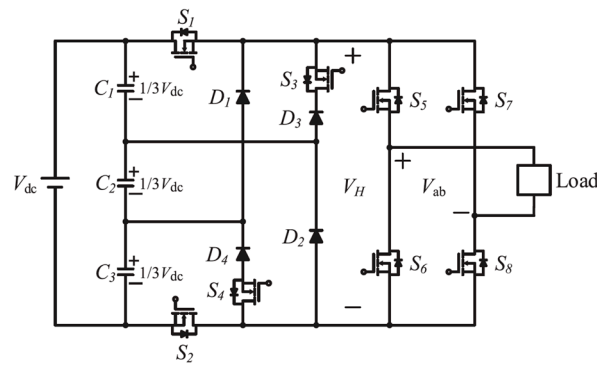 S1
+
C1 1/3Vdc
−
D1
S3
+
D3
S5
S7
Vdc
+
C2 1/3Vdc
−
VH
+
Vab
−
Load
D2
+
C3 1/3Vdc
−
D4
S4
S6
S8
−
S2